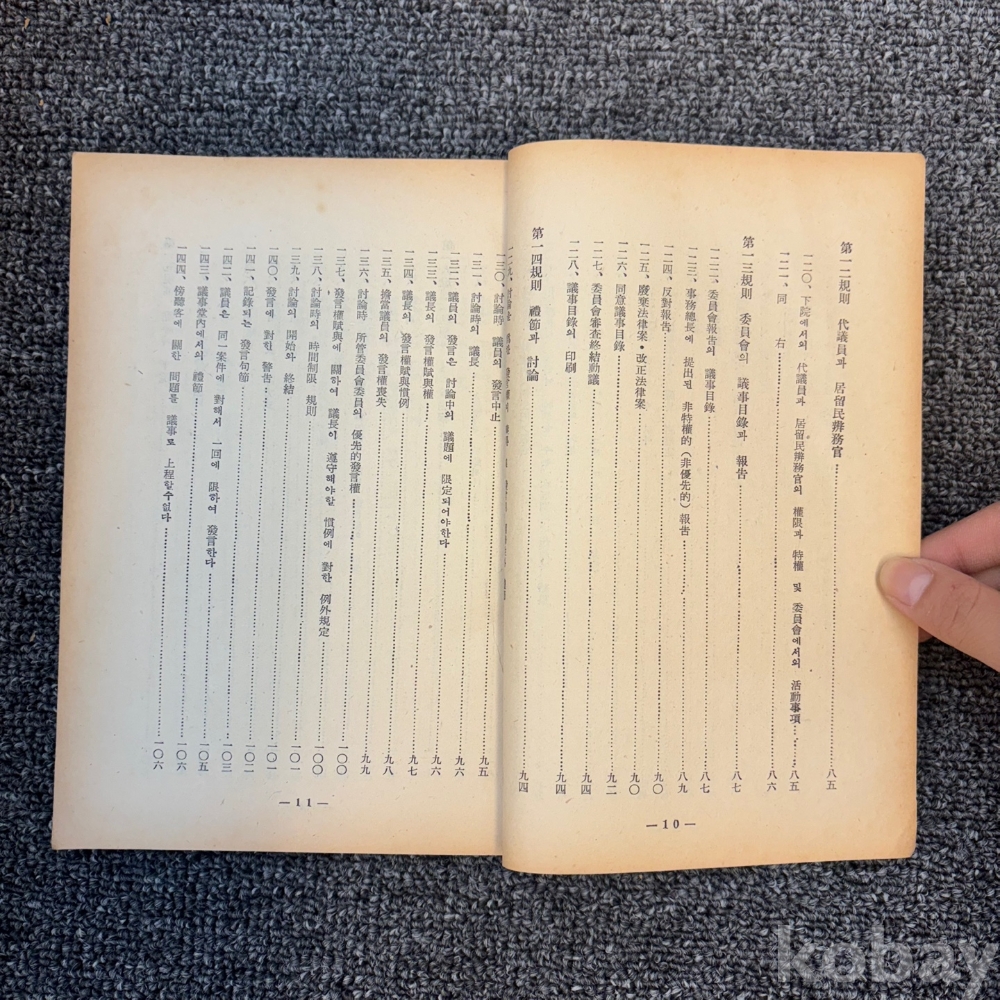 第一二規則 代議員과 居留民辨務官……八五
一二〇、下院에서의 代議員과 居留民辨務官의 權限과 特權 및 委員會에서의 活動事項……八五
一二一、同 右……八六
第一三規則 委員會의 議事目錄과 報告……八七
一二二、委員會報告의 議事目錄……八七
一二三、事務總長에 提出된 非特權的(非優先的)報告……八九
一二四、反對報告……九〇
一二五、廢棄法律案•改正法律案……九〇
一二六、同意議事目錄……九二
一二七、委員會審査終結動議……九四
一二八、議事目錄의 印刷……九四
第一四規則 禮節과 討論……九四
—10—
一三〇、討論時 議員의 發言中止……九五
一三一、討論時의 議長……九六
一三二、議員의 發言은 討論中의 議題에 限定되어야한다……九六
一三三、議長의 發言權賦與權……九六
一三四、議長의 發言權賦與慣例……九七
一三五、擔當議員의 發言權喪失……九八
一三六、討論時 所管委員會委員의 優先的發言權……九九
一三七、發言權賦與에 關하여 議長이 遵守해야할 慣例에 對한 例外規定……一〇〇
一三八、討論時의 時間制限 規則……一〇〇
一三九、討論의 開始와 終結……一〇一
一四〇、發言에 對한 警告……一〇一
一四一、記錄되는 發言句節……一〇二
一四二、議員은 同一案件에 對해서 一回에 限하여 發言한다……一〇三
一四三、議事堂內에서의 禮節……一〇五
一四四、傍聽客에 關한 問題를 議事로 上程할수없다……一〇六
—11—